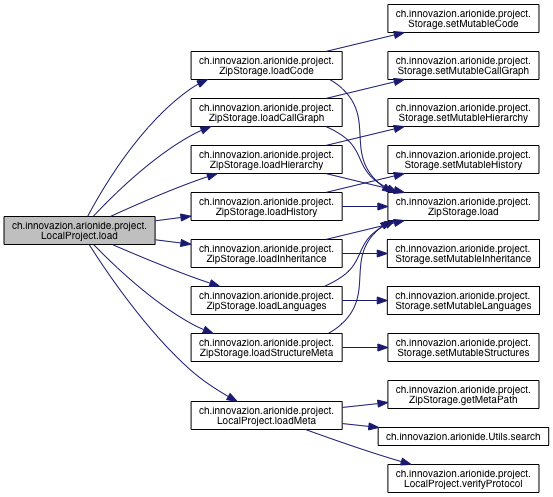 ch.innovazion.arionide.project.
LocalProject.load
ch.innovazion.arionide.project.
ZipStorage.loadCode
ch.innovazion.arionide.project.
ZipStorage.loadCallGraph
ch.innovazion.arionide.project.
ZipStorage.loadHierarchy
ch.innovazion.arionide.project.
ZipStorage.loadHistory
ch.innovazion.arionide.project.
ZipStorage.loadInheritance
ch.innovazion.arionide.project.
ZipStorage.loadLanguages
ch.innovazion.arionide.project.
ZipStorage.loadStructureMeta
ch.innovazion.arionide.project.
LocalProject.loadMeta
ch.innovazion.arionide.project.
Storage.setMutableCode
ch.innovazion.arionide.project.
Storage.setMutableCallGraph
ch.innovazion.arionide.project.
Storage.setMutableHierarchy
ch.innovazion.arionide.project.
Storage.setMutableHistory
ch.innovazion.arionide.project.
ZipStorage.load
ch.innovazion.arionide.project.
Storage.setMutableInheritance
ch.innovazion.arionide.project.
Storage.setMutableLanguages
ch.innovazion.arionide.project.
Storage.setMutableStructures
ch.innovazion.arionide.project.
ZipStorage.getMetaPath
ch.innovazion.arionide.Utils.search
ch.innovazion.arionide.project.
LocalProject.verifyProtocol